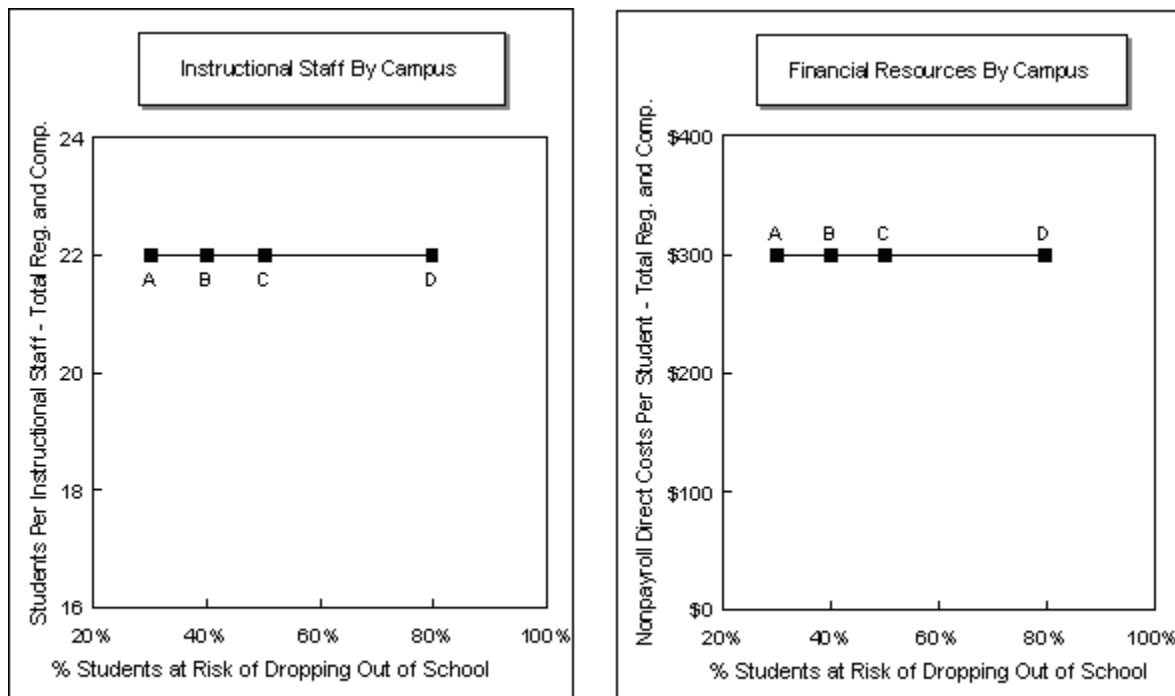 Instructional Staff By Campus
Students Per Instructional Staff - Total Reg. and Comp.
24
22
20
18
16
A B C D
20% 40% 60% 80% 100%
% Students at Risk of Dropping Out of School
Financial Resources By Campus
Nonpayroll Direct Costs Per Student - Total Reg. and Comp.
$400
$300
$200
$100
$0
A B C D
20% 40% 60% 80% 100%
% Students at Risk of Dropping Out of School